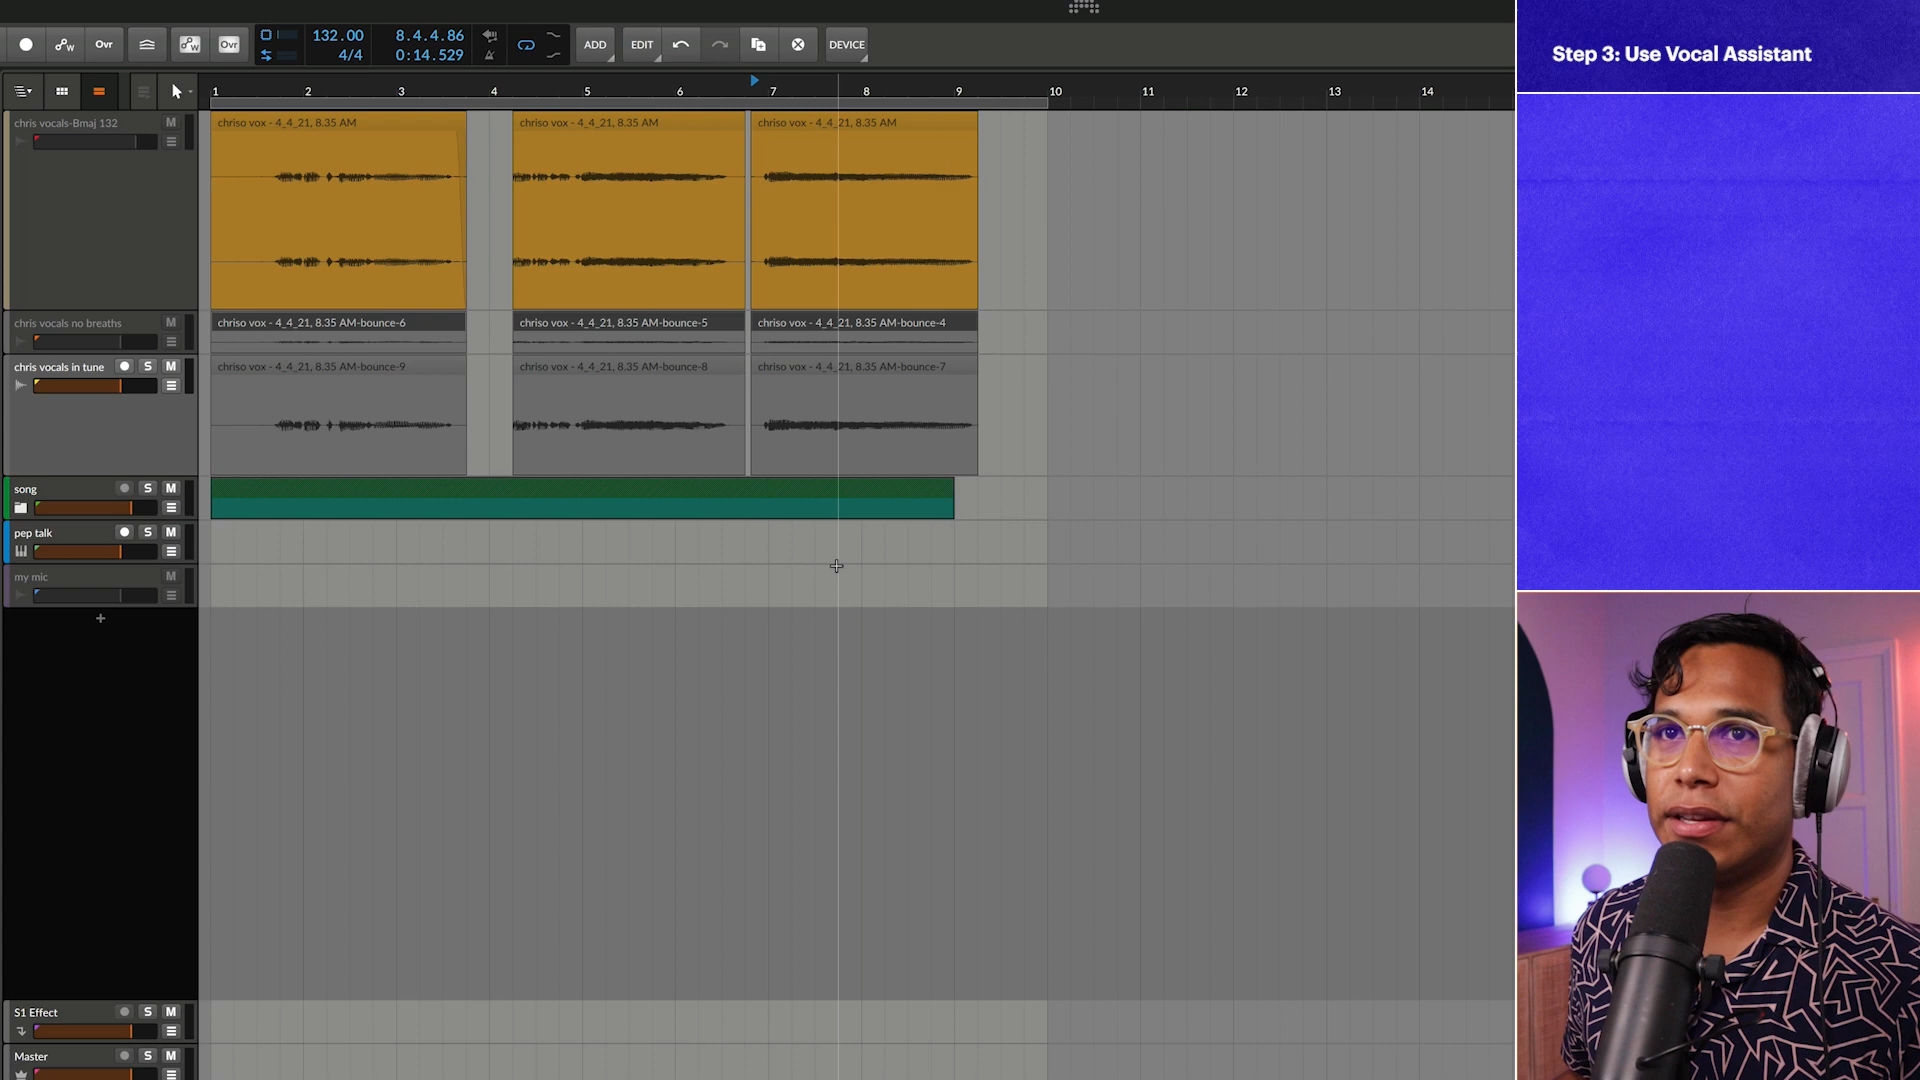 Ovr
Ovr
132.00
4/4
8.4.4.86
0:14.529
ADD
EDIT
DEVICE
Step 3: Use Vocal Assistant
1 2 3 4 5 6 7 8 9 10 11 12 13 14
chris vocals-Bmaj 132 M
chriso vox - 4_4_21, 8.35 AM
chriso vox - 4_4_21, 8.35 AM
chriso vox - 4_4_21, 8.35 AM
chris vocals no breaths M
chriso vox - 4_4_21, 8.35 AM-bounce-6
chriso vox - 4_4_21, 8.35 AM-bounce-5
chriso vox - 4_4_21, 8.35 AM-bounce-4
chris vocals in tune S M
chriso vox - 4_4_21, 8.35 AM-bounce-9
chriso vox - 4_4_21, 8.35 AM-bounce-8
chriso vox - 4_4_21, 8.35 AM-bounce-7
song S M
pep talk S M
my mic M
S1 Effect S M
Master S M